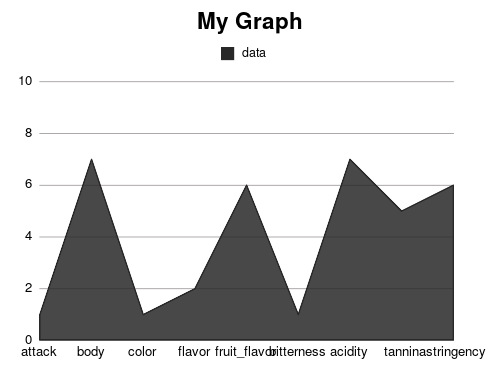 My Graph
data
10
8
6
4
2
0
attack body color flavor fruit_flavor bitterness acidity tannin astringency